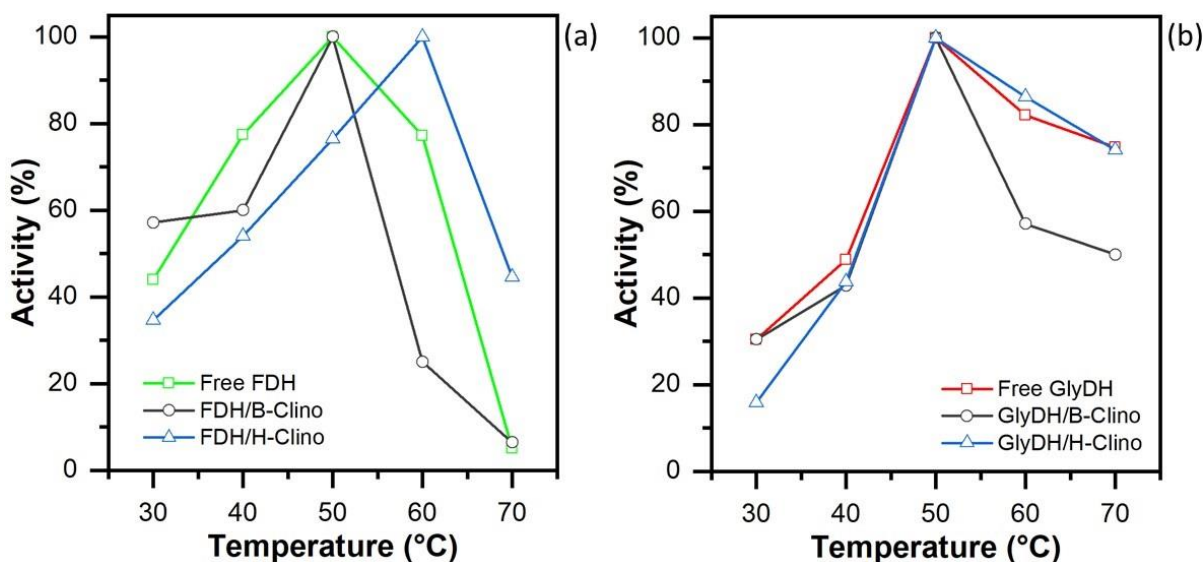 (a)
Activity (%)
100
80
60
40
20
0
Free FDH
FDH/B-Clino
FDH/H-Clino
30 40 50 60 70
Temperature (°C)
(b)
Activity (%)
100
80
60
40
20
0
Free GlyDH
GlyDH/B-Clino
GlyDH/H-Clino
30 40 50 60 70
Temperature (°C)